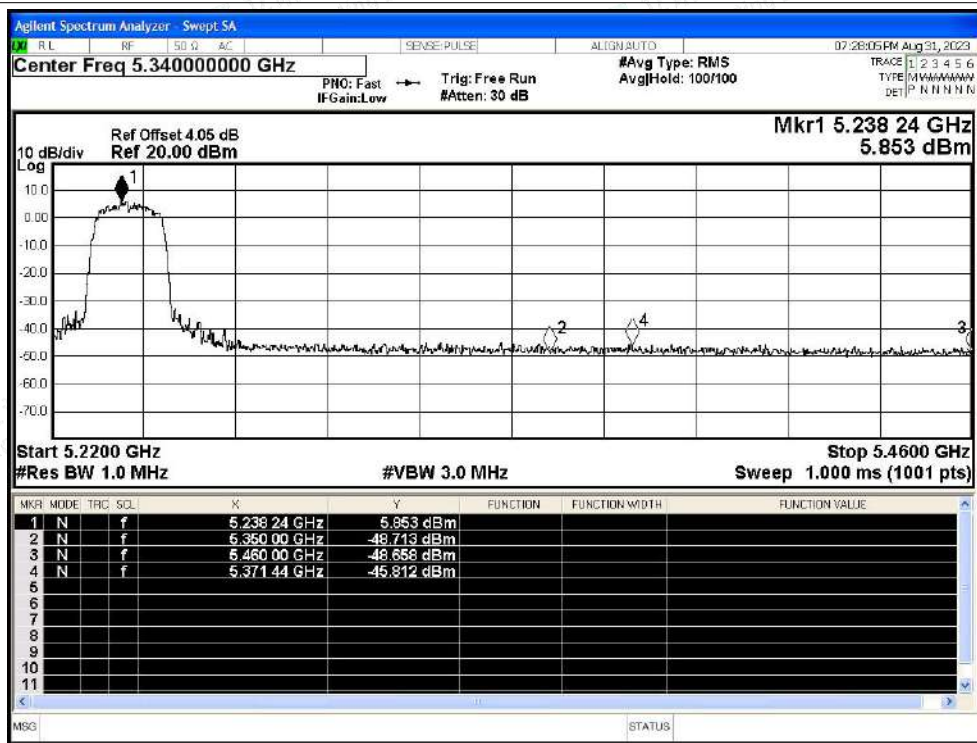 Agilent Spectrum Analyzer - Swept SA
LXI RL RF 50 Ω AC SENSE:PULSE ALIGN AUTO 07:28:05 PM Aug 31, 2023
Center Freq 5.340000000 GHz #Avg Type: RMS TRACE 1 2 3 4 5 6
PNO: Fast Trig: Free Run Avg|Hold: 100/100 TYPE M
IFGain:Low #Atten: 30 dB DET P N N N N N
Mkr1 5.238 24 GHz
Ref Offset 4.05 dB
10 dB/div Ref 20.00 dBm 5.853 dBm
Log
1
10.0
0.00
-10.0
-20.0
-30.0
-40.0 2 4 3
-50.0
-60.0
-70.0
Start 5.2200 GHz Stop 5.4600 GHz
#Res BW 1.0 MHz #VBW 3.0 MHz Sweep 1.000 ms (1001 pts)
MKR MODE TRC SCL X Y FUNCTION FUNCTION WIDTH FUNCTION VALUE
1 N f 5.238 24 GHz 5.853 dBm
2 N f 5.350 00 GHz -48.713 dBm
3 N f 5.460 00 GHz -48.658 dBm
4 N f 5.371 44 GHz -45.812 dBm
5
6
7
8
9
10
11
MSG STATUS